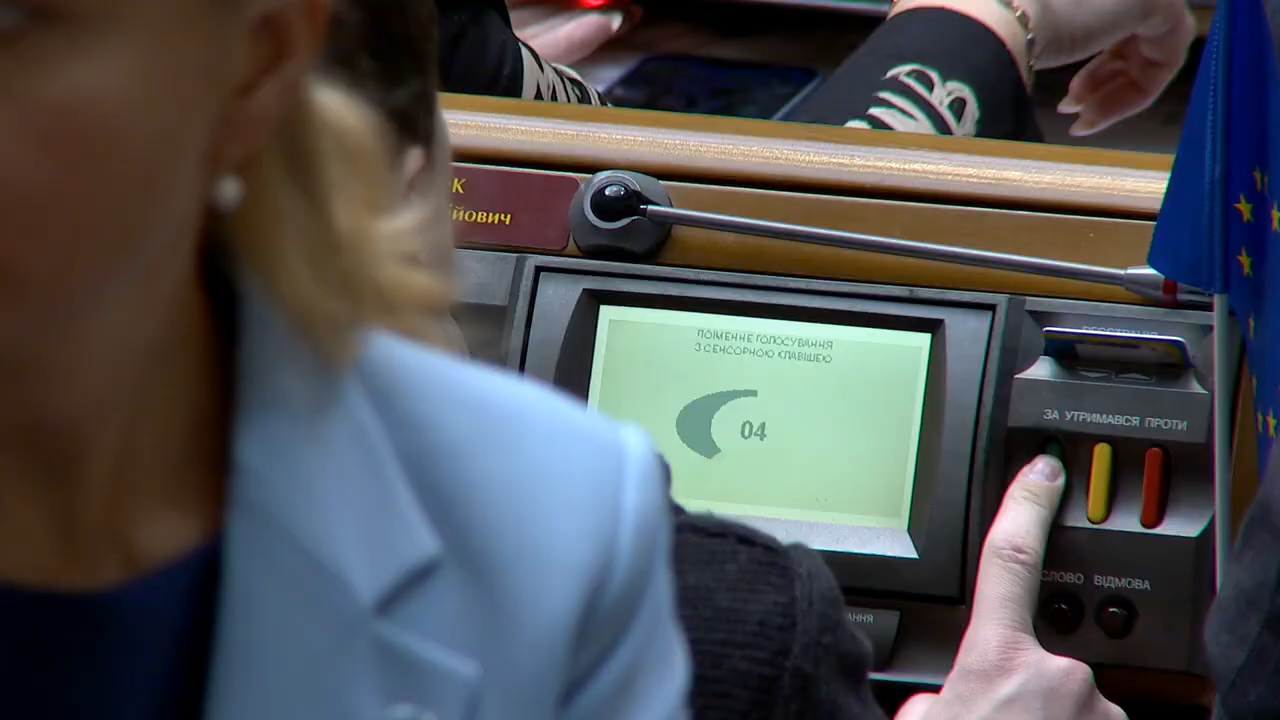 К
йович
ПОІМЕННЕ ГОЛОСУВАННЯ
З СЕНСОРНОЮ КЛАВІШЕЮ
04
ЗА УТРИМАВСЯ ПРОТИ
СЛОВО ВІДМОВА